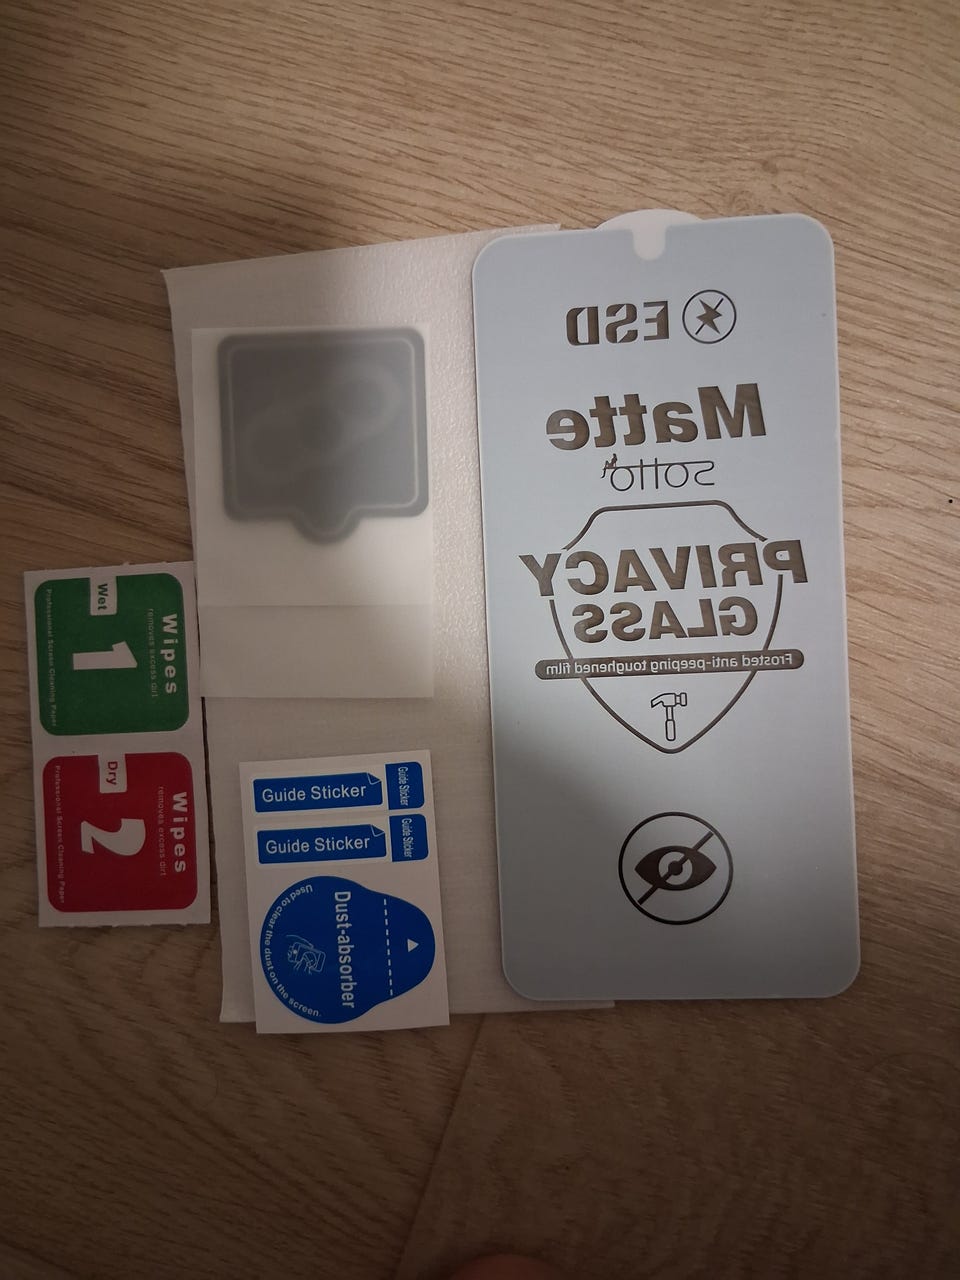 ESD
Matte
sotto
PRIVACY
GLASS
Frosted anti-peeping toughened film
Wipes
removes excess dirt
Wet
1
Professional Screen Cleaning Paper
Wipes
removes excess dirt
Dry
2
Professional Screen Cleaning Paper
Guide Sticker
Guide Sticker
Guide Sticker
Guide Sticker
Dust-absorber
Used to clear the dust on the screen.